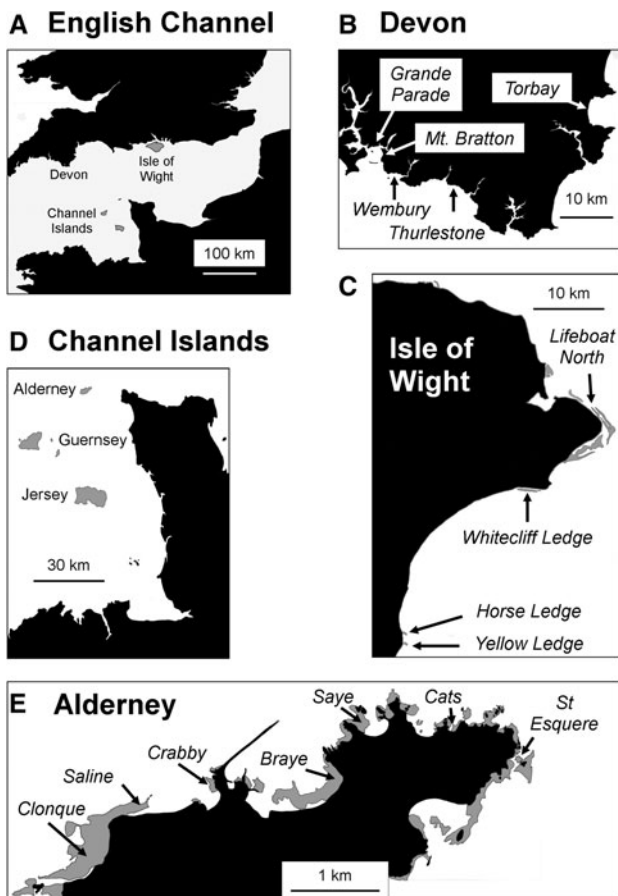 A English Channel
Devon
Isle of
Wight
Channel
Islands
100 km
B Devon
Grande
Parade
Torbay
Mt. Bratton
Wembury
Thurlestone
10 km
C
10 km
Isle of
Wight
Lifeboat
North
Whitecliff Ledge
Horse Ledge
Yellow Ledge
D Channel Islands
Alderney
Guernsey
Jersey
30 km
E Alderney
Saye
Cats
St
Esquere
Crabby
Braye
Saline
Clonque
1 km